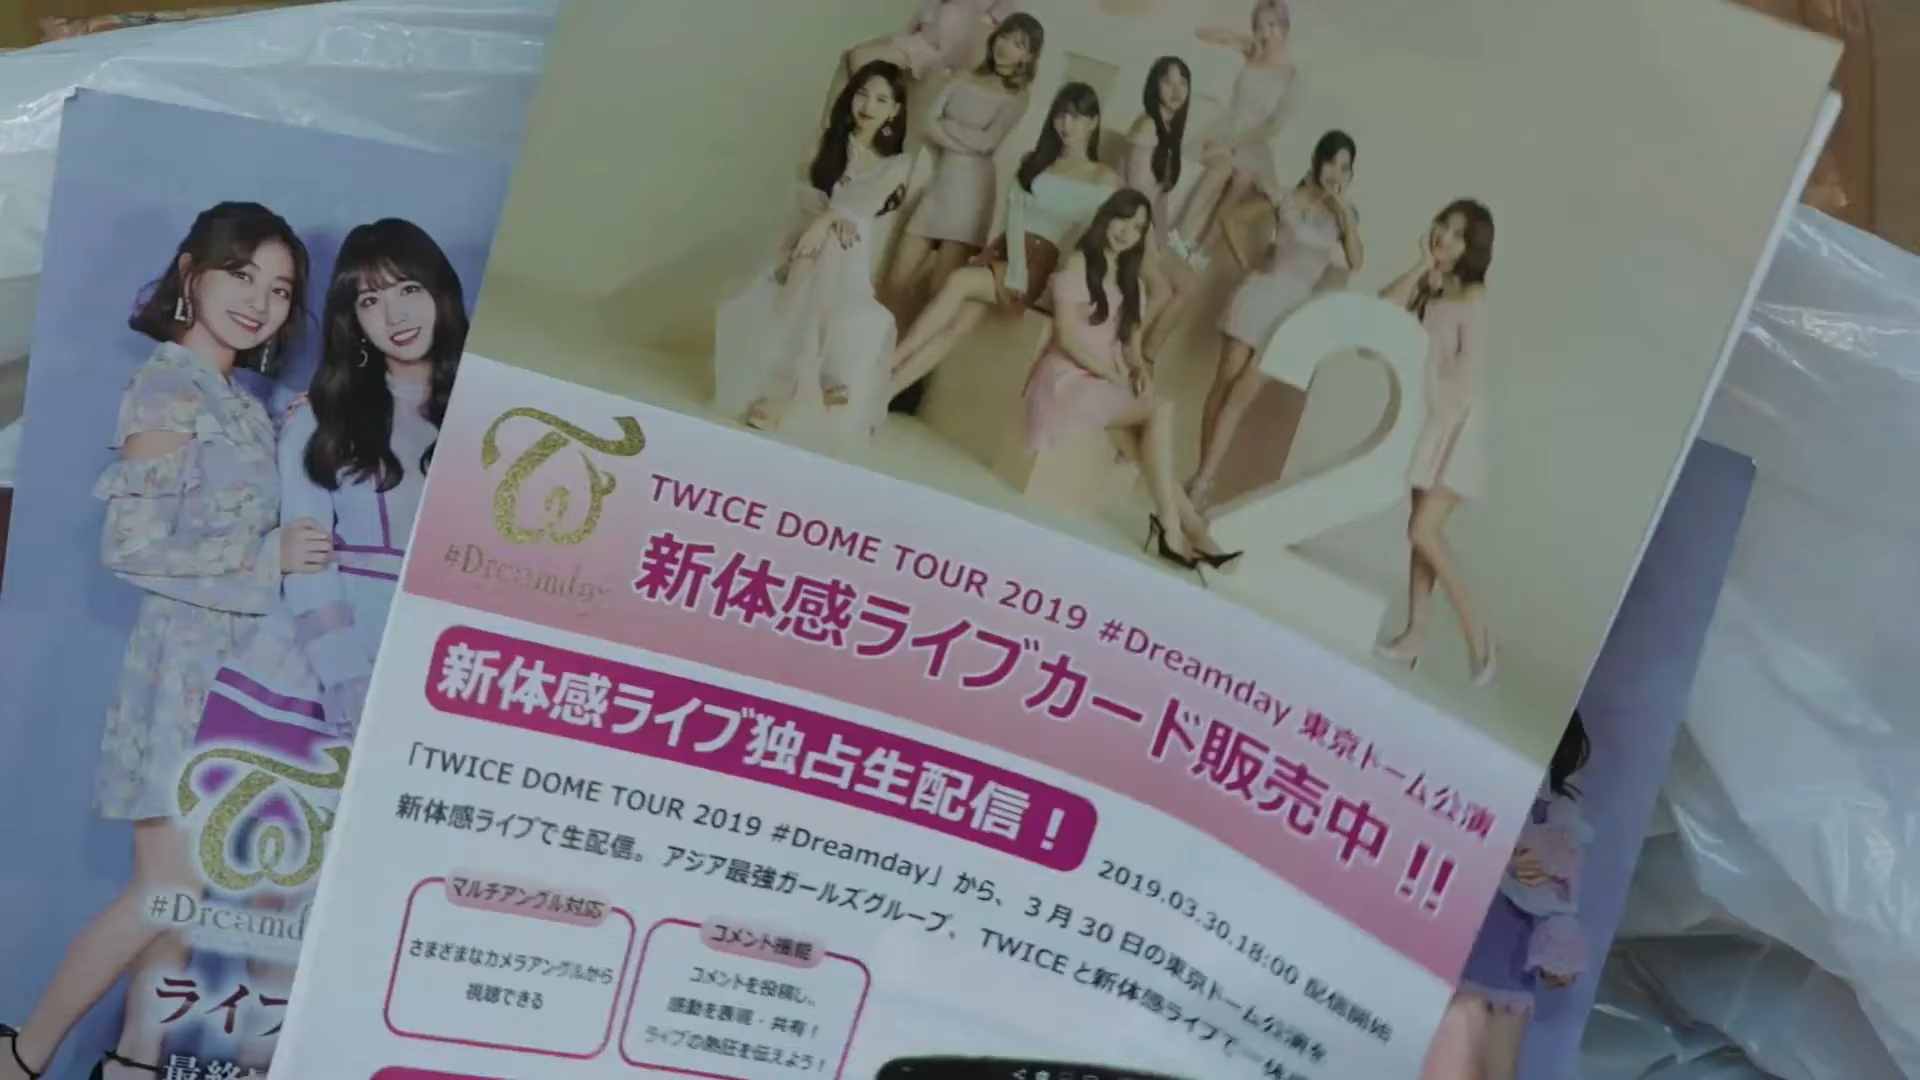 #Dreamday
TWICE DOME TOUR 2019 #Dreamday 東京ドーム公演
新体感ライブカード販売中!!
新体感ライブ独占生配信!
2019.03.30.18:00 配信開始
「TWICE DOME TOUR 2019 #Dreamday」から、3月30日の東京ドーム公演を
新体感ライブで生配信。アジア最強ガールズグループ、TWICEと新体感ライブで一体
マルチアングル対応
さまざまなカメラアングルから
視聴できる
コメント機能
コメントを投稿し、
感動を表現・共有!
ライブの熱狂を伝えよう!
2
#Dreamd
ライブ
最終